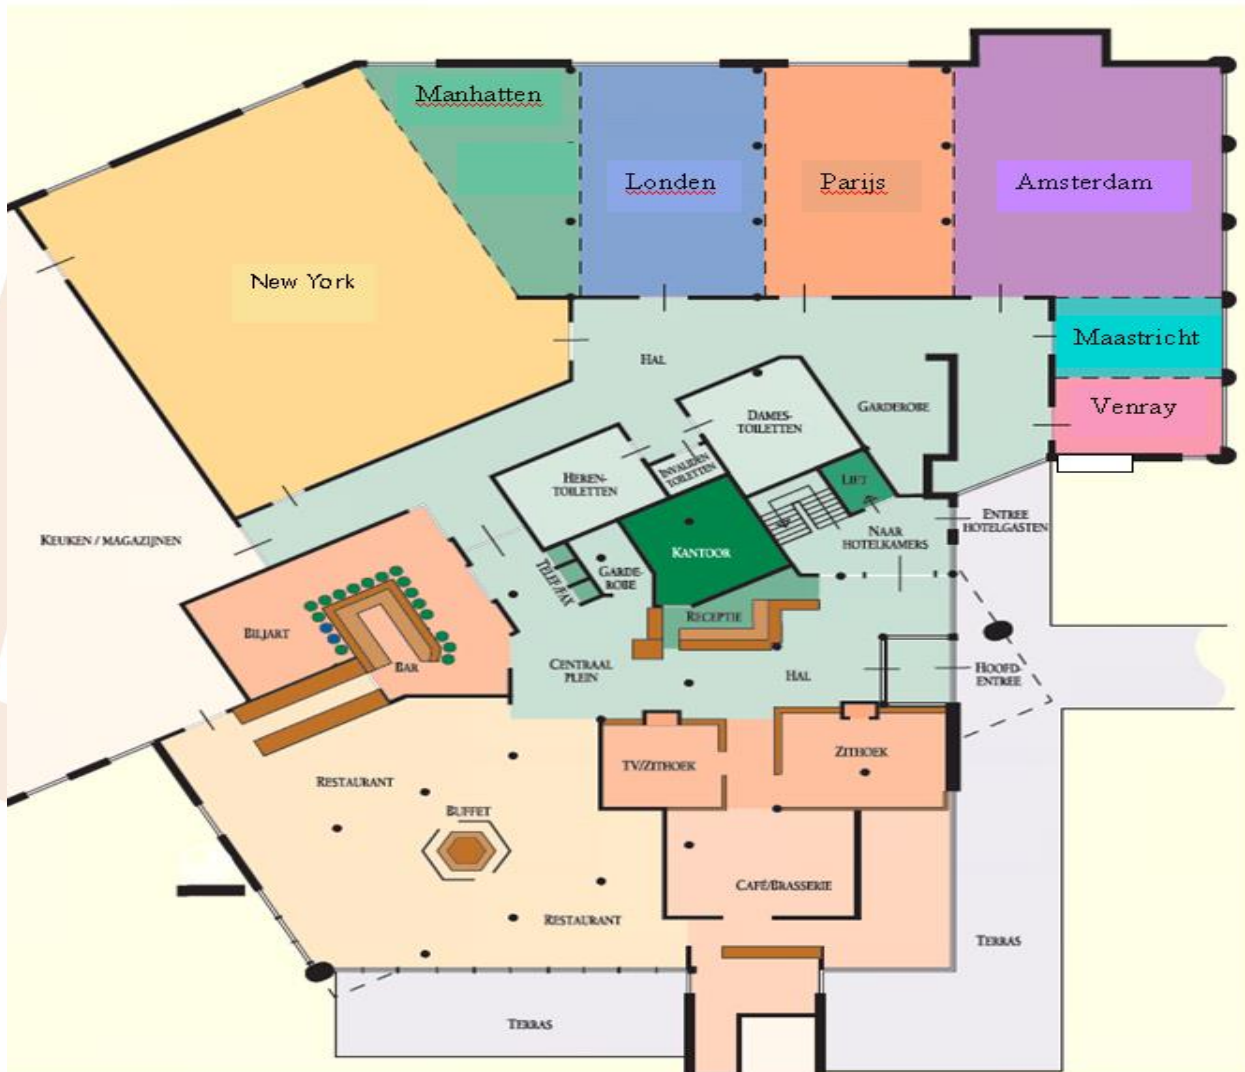 Manhatten
Londen
Parijs
Amsterdam
New York
Maastricht
Venray
HAL
GARDEROBE
DAMES-
TOILETTEN
HEREN-
TOILETTEN
INVALIDEN
TOILETTEN
LIFT
NAAR
HOTELKAMERS
ENTREE
HOTELGASTEN
KEUKEN / MAGAZIJNEN
KANTOOR
TELEF./FAX
GARDE-
ROBE
RECEPTIE
BILJART
BAR
CENTRAAL
PLEIN
HAL
HOOFD-
ENTREE
TV/ZITHOEK
ZITHOEK
RESTAURANT
BUFFET
CAFÉ/BRASSERIE
RESTAURANT
TERRAS
TERRAS